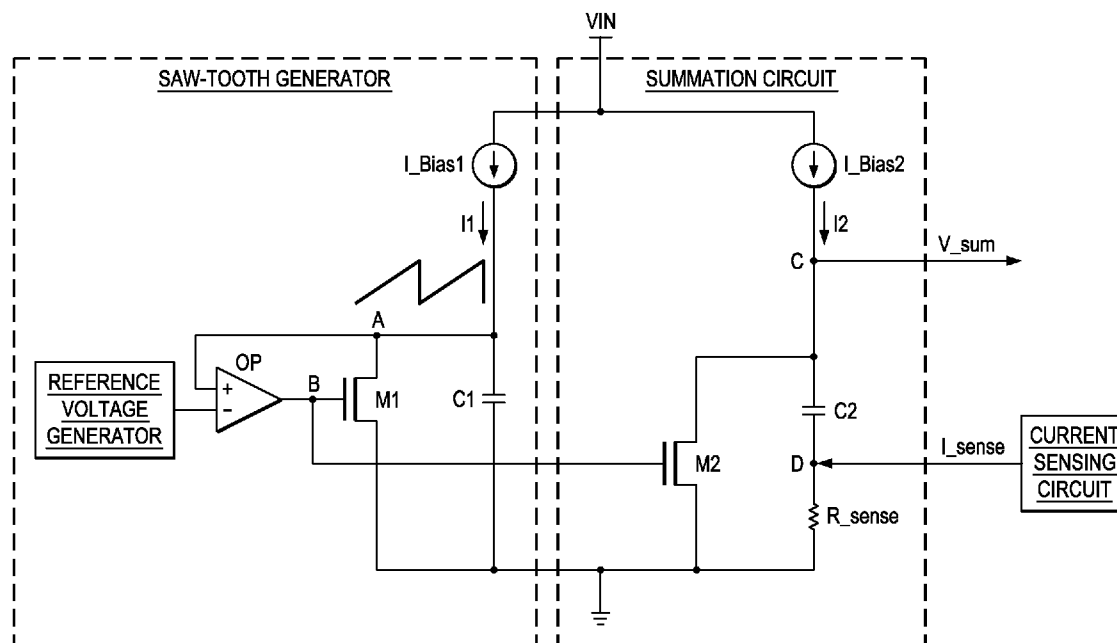 VIN
SAW-TOOTH GENERATOR
SUMMATION CIRCUIT
I_Bias1
I_Bias2
I1
I2
C
V_sum
A
OP
REFERENCE
VOLTAGE
GENERATOR
+
−
B
M1
C1
C2
M2
D
I_sense
CURRENT
SENSING
CIRCUIT
R_sense